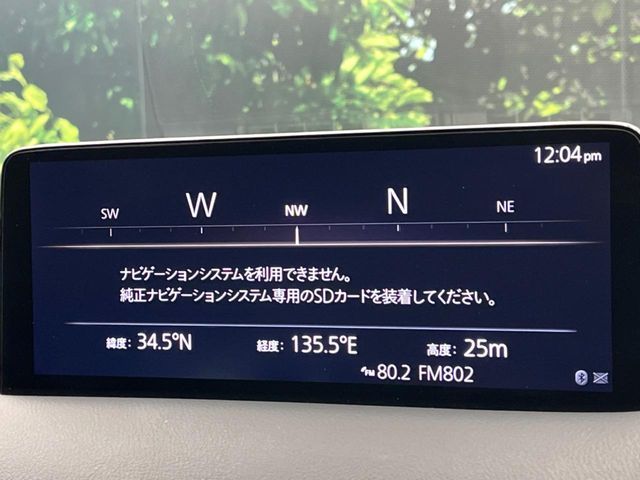 12:04pm
SW W NW N NE
ナビゲーションシステムを利用できません。
純正ナビゲーションシステム専用のSDカードを装着してください。
緯度: 34.5°N 経度: 135.5°E 高度: 25m
FM 80.2 FM802